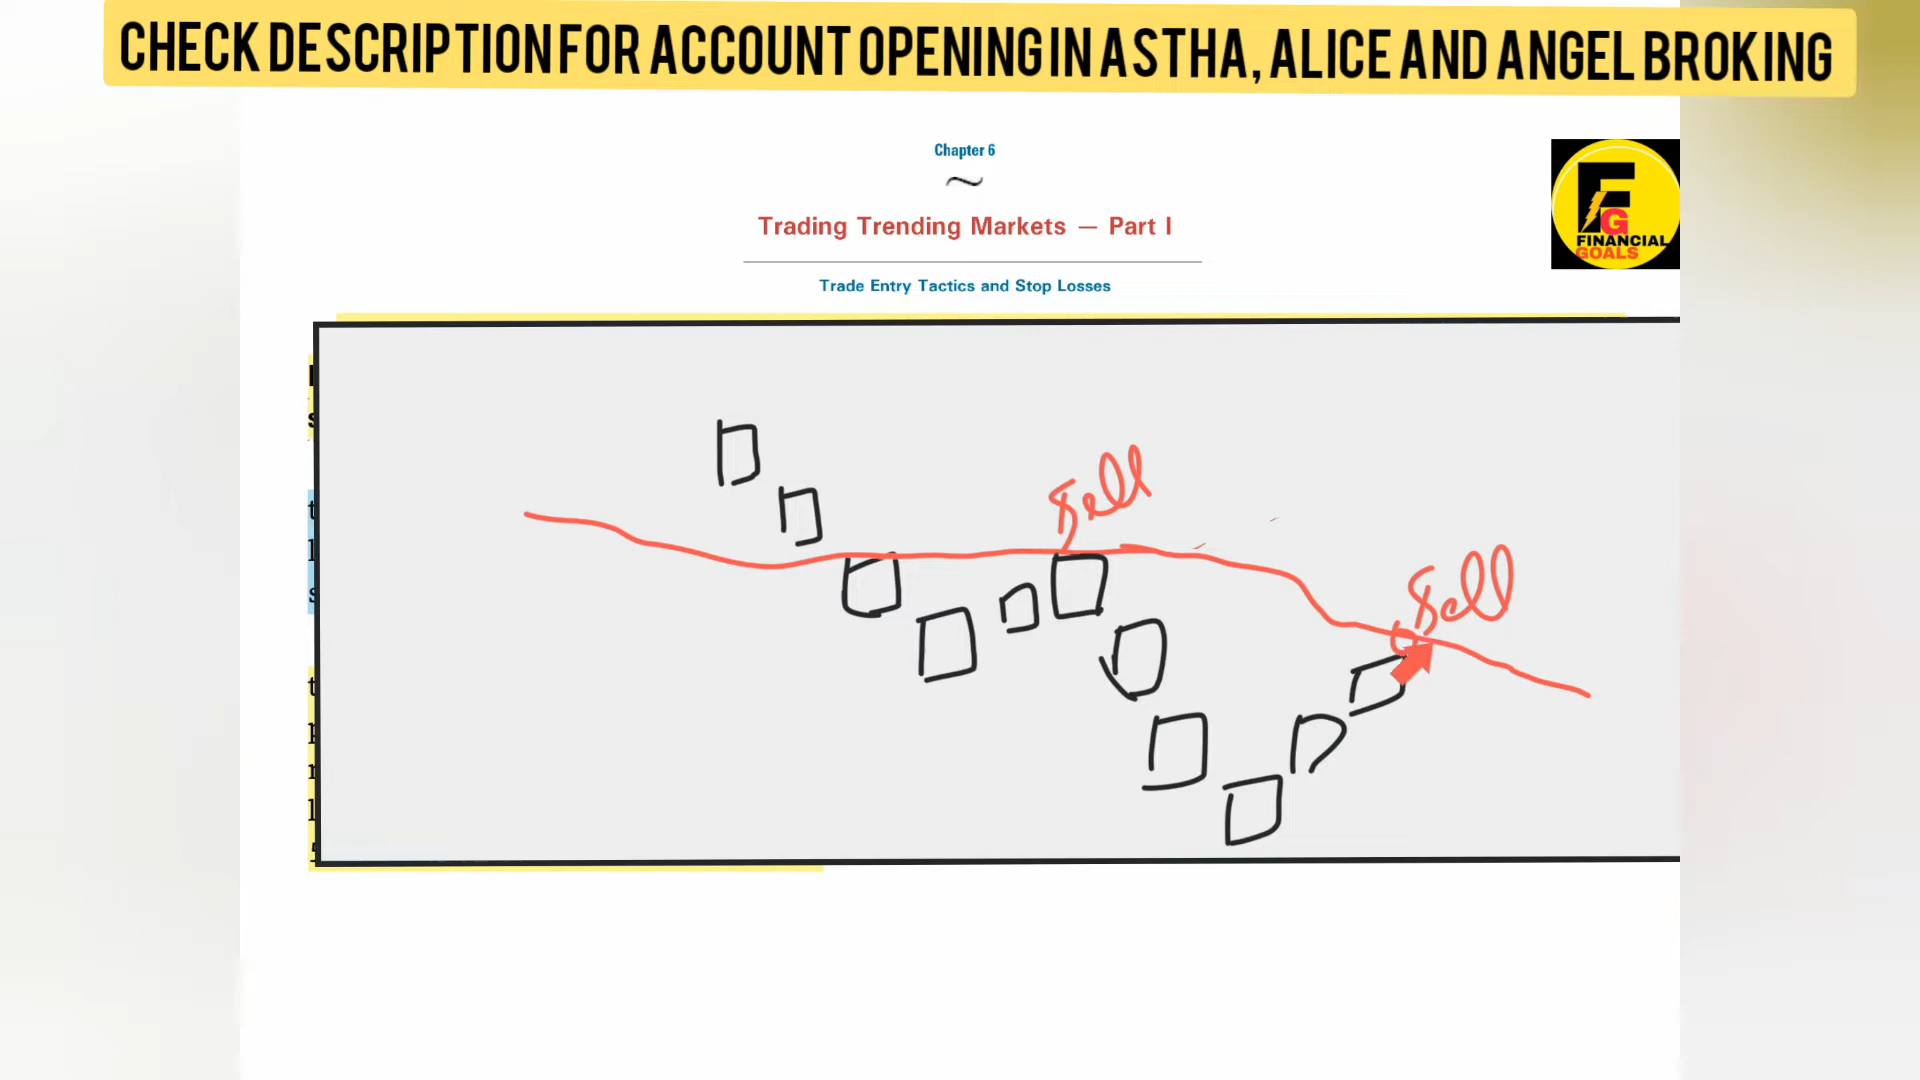 CHECK DESCRIPTION FOR ACCOUNT OPENING IN ASTHA, ALICE AND ANGEL BROKING
Chapter 6
Trading Trending Markets — Part I
Trade Entry Tactics and Stop Losses
FG
FINANCIAL
GOALS
Sell
Sell